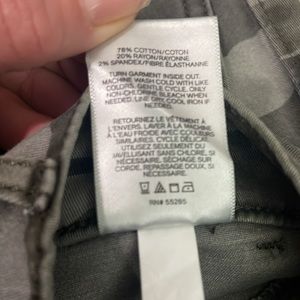 78% COTTON/COTON
20% RAYON/RAYONNE
2% SPANDEX/FIBRE ÉLASTHANNE
TURN GARMENT INSIDE OUT.
MACHINE WASH COLD WITH LIKE
COLORS, GENTLE CYCLE. ONLY
NON-CHLORINE BLEACH WHEN
NEEDED. LINE DRY. COOL IRON IF
NEEDED.
RETOURNEZ LE VÊTEMENT À
L'ENVERS. LAVER À LA MACHINE
À L'EAU FROIDE AVEC COULEURS
SIMILAIRES, CYCLE DÉLICAT.
UTILISEZ SEULEMENT DU
JAVELLISANT SANS CHLORE, SI
NÉCESSAIRE. SÉCHAGE SUR
CORDE. REPASSAGE DOUX, SI
NÉCESSAIRE.
RN# 55285